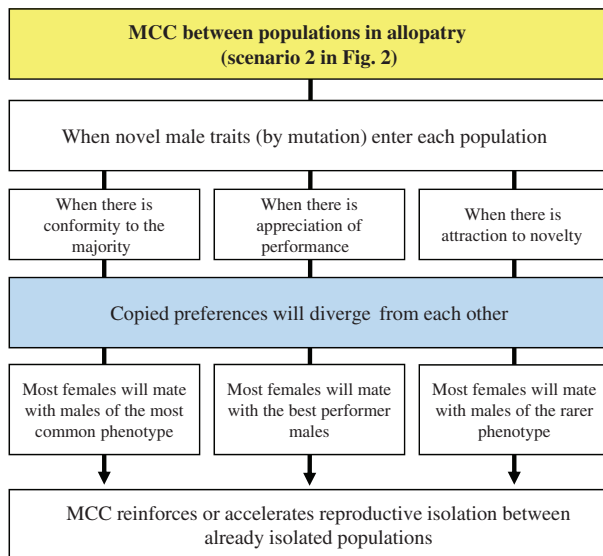 MCC between populations in allopatry
(scenario 2 in Fig. 2)
When novel male traits (by mutation) enter each population
When there is
conformity to the
majority
When there is
appreciation of
performance
When there is
attraction to novelty
Copied preferences will diverge from each other
Most females will mate
with males of the most
common phenotype
Most females will mate
with the best performer
males
Most females will mate
with males of the rarer
phenotype
MCC reinforces or accelerates reproductive isolation between
already isolated populations